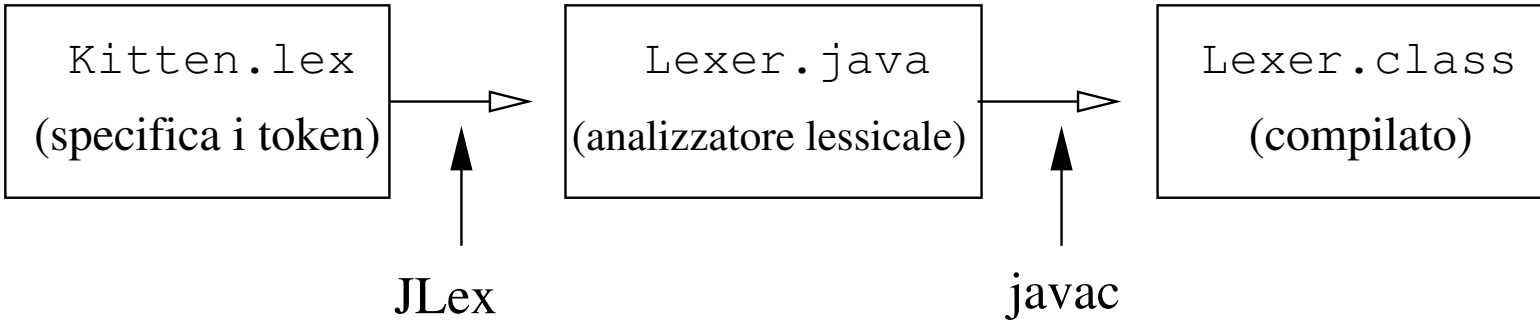 Kitten.lex
(specifica i token)
Lexer.java
(analizzatore lessicale)
Lexer.class
(compilato)
JLex
javac